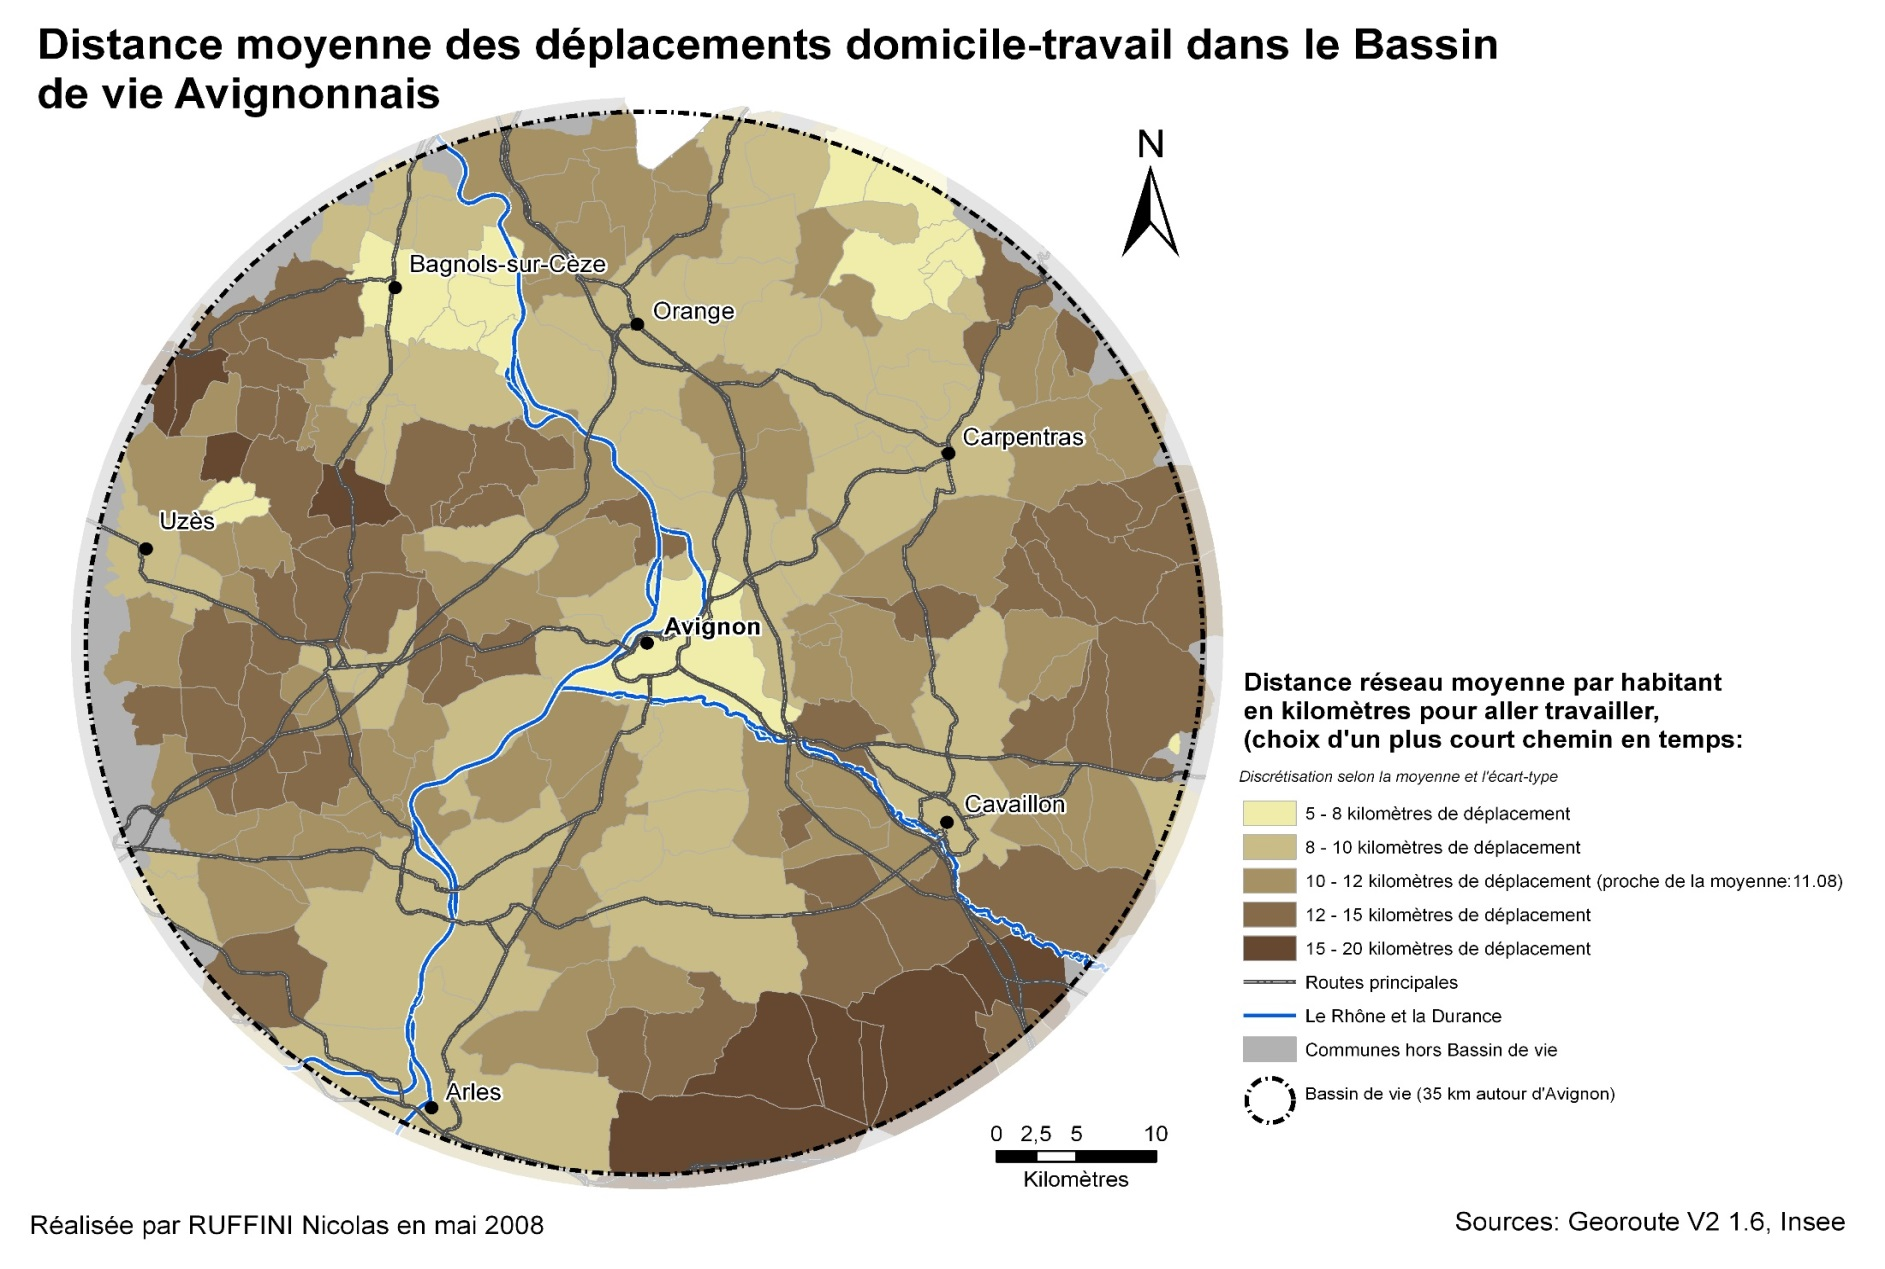 Distance moyenne des déplacements domicile-travail dans le Bassin
de vie Avignonnais
N
Bagnols-sur-Cèze
Orange
Carpentras
Uzès
Avignon
Cavaillon
Arles
Distance réseau moyenne par habitant
en kilomètres pour aller travailler,
(choix d'un plus court chemin en temps:
Discrétisation selon la moyenne et l'écart-type
5 - 8 kilomètres de déplacement
8 - 10 kilomètres de déplacement
10 - 12 kilomètres de déplacement (proche de la moyenne:11.08)
12 - 15 kilomètres de déplacement
15 - 20 kilomètres de déplacement
Routes principales
Le Rhône et la Durance
Communes hors Bassin de vie
Bassin de vie (35 km autour d'Avignon)
0 2,5 5 10
Kilomètres
Réalisée par RUFFINI Nicolas en mai 2008
Sources: Georoute V2 1.6, Insee